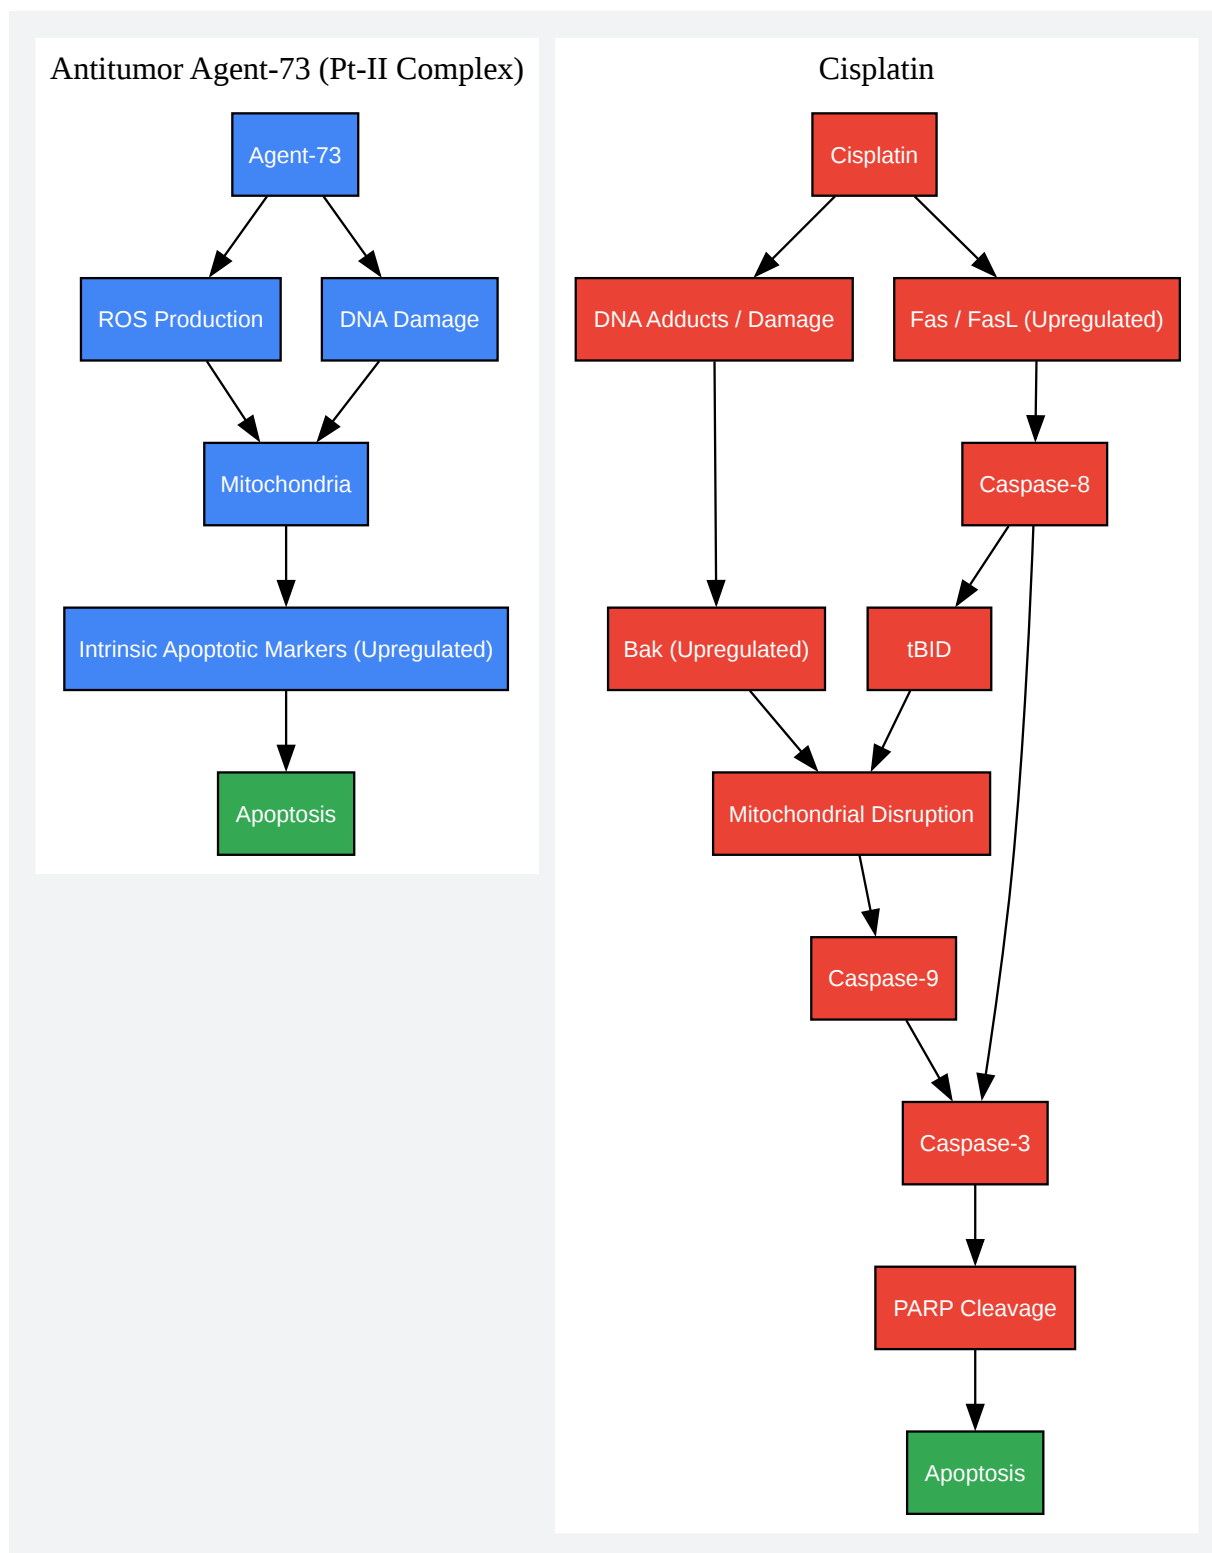 Antitumor Agent-73 (Pt-II Complex)
Agent-73
ROS Production
DNA Damage
Mitochondria
Intrinsic Apoptotic Markers (Upregulated)
Apoptosis
Cisplatin
Cisplatin
DNA Adducts / Damage
Fas / FasL (Upregulated)
Caspase-8
Bak (Upregulated)
tBID
Mitochondrial Disruption
Caspase-9
Caspase-3
PARP Cleavage
Apoptosis